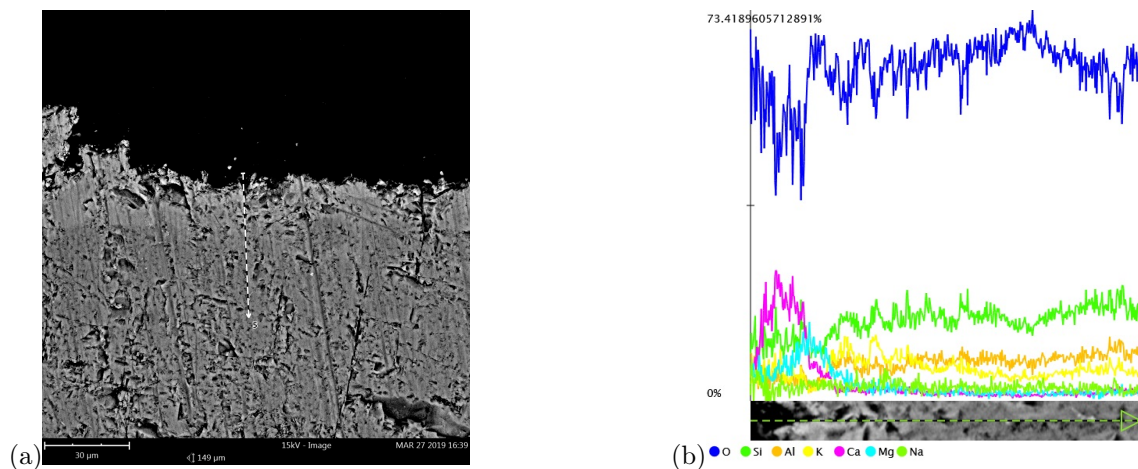 73.4189605712891%
0%
5
30 μm
149 μm
15kV - Image
MAR 27 2019 16:39
(a)
(b)
O Si Al K Ca Mg Na